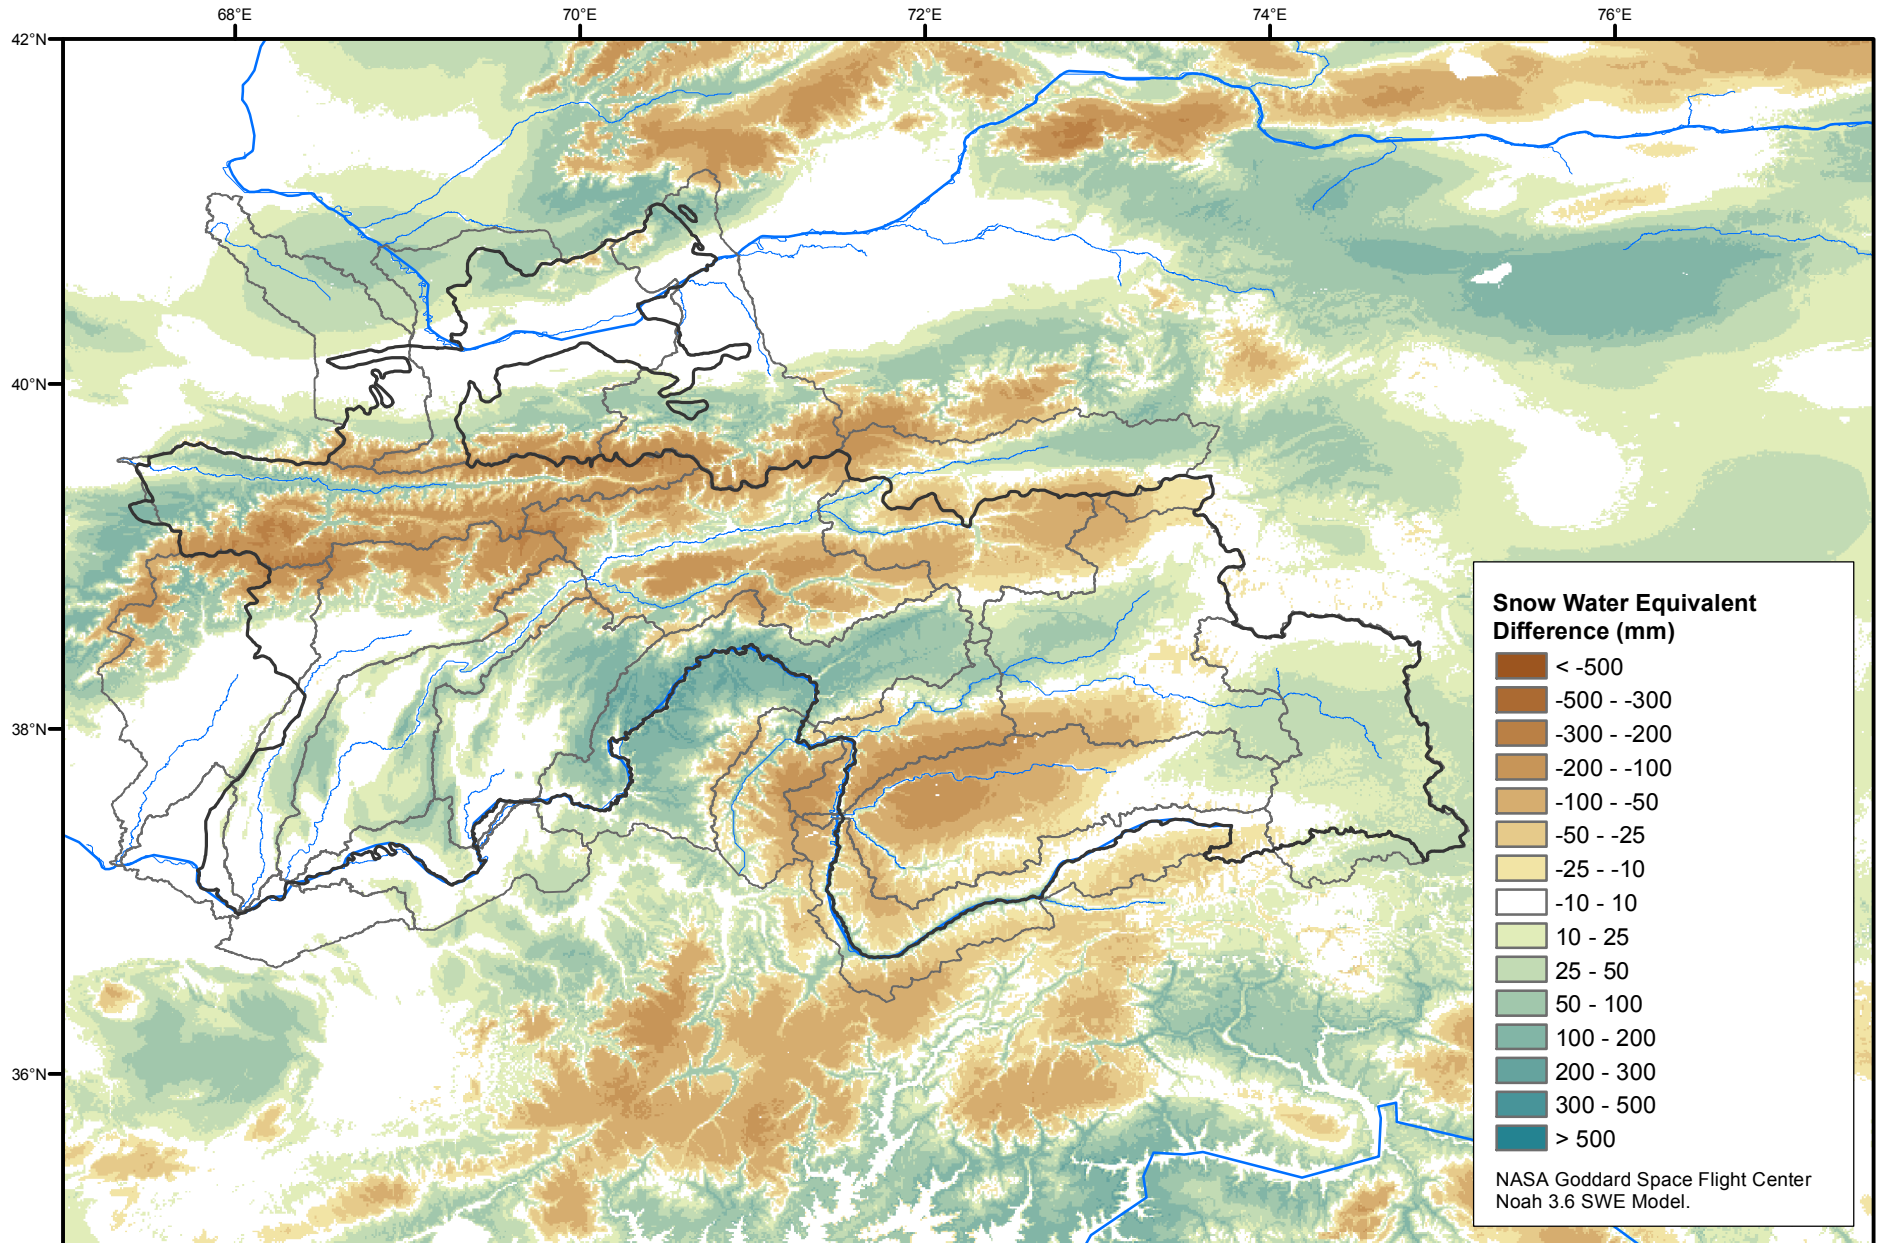 68°E
70°E
72°E
74°E
76°E
42°N
40°N
38°N
36°N
Snow Water Equivalent
Difference (mm)
< -500
-500 - -300
-300 - -200
-200 - -100
-100 - -50
-50 - -25
-25 - -10
-10 - 10
10 - 25
25 - 50
50 - 100
100 - 200
200 - 300
300 - 500
> 500
NASA Goddard Space Flight Center
Noah 3.6 SWE Model.